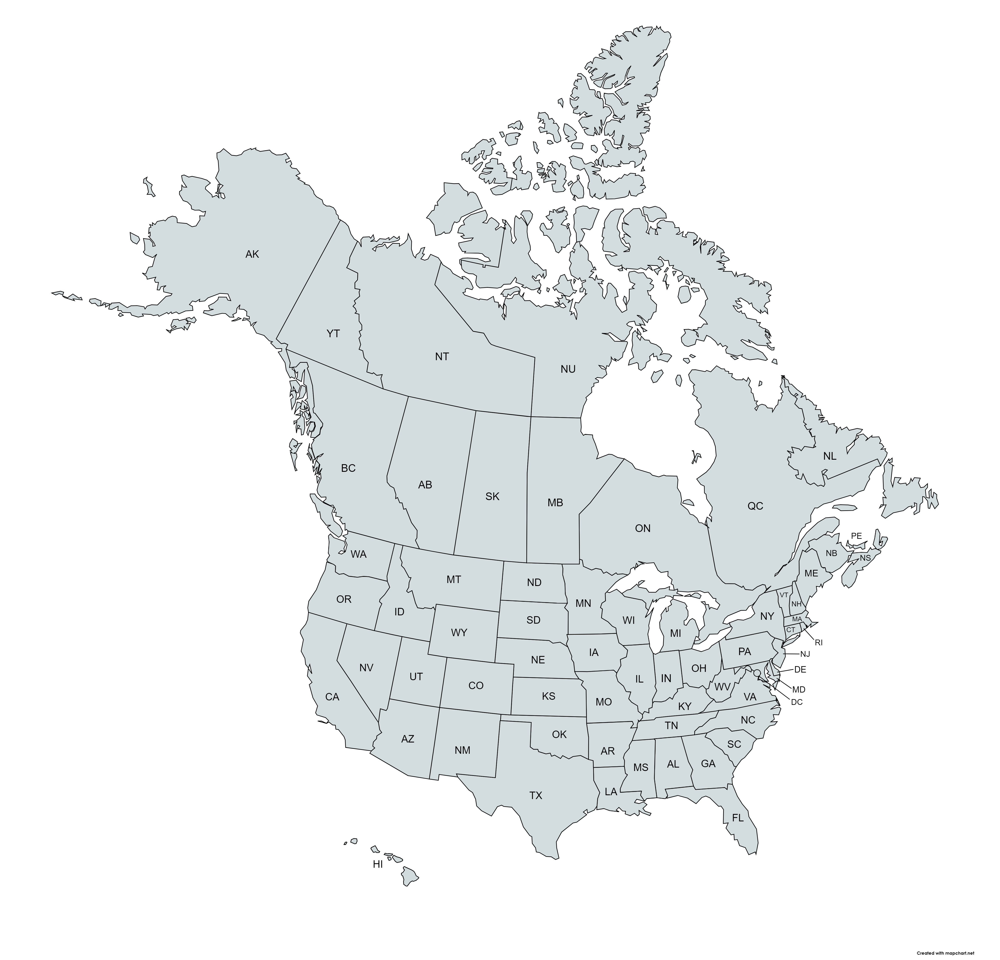 AK
YT
NT
NU
BC
AB
SK
MB
ON
QC
NL
PE
NB
NS
WA
MT
ND
MN
ME
OR
ID
SD
WI
MI
NY
VT
NH
MA
CT
RI
WY
NE
IA
PA
NJ
NV
UT
CO
KS
IL
IN
OH
DE
CA
MO
KY
WV
VA
MD
DC
AZ
NM
OK
AR
TN
NC
SC
TX
LA
MS
AL
GA
FL
HI
Created with mapchart.net